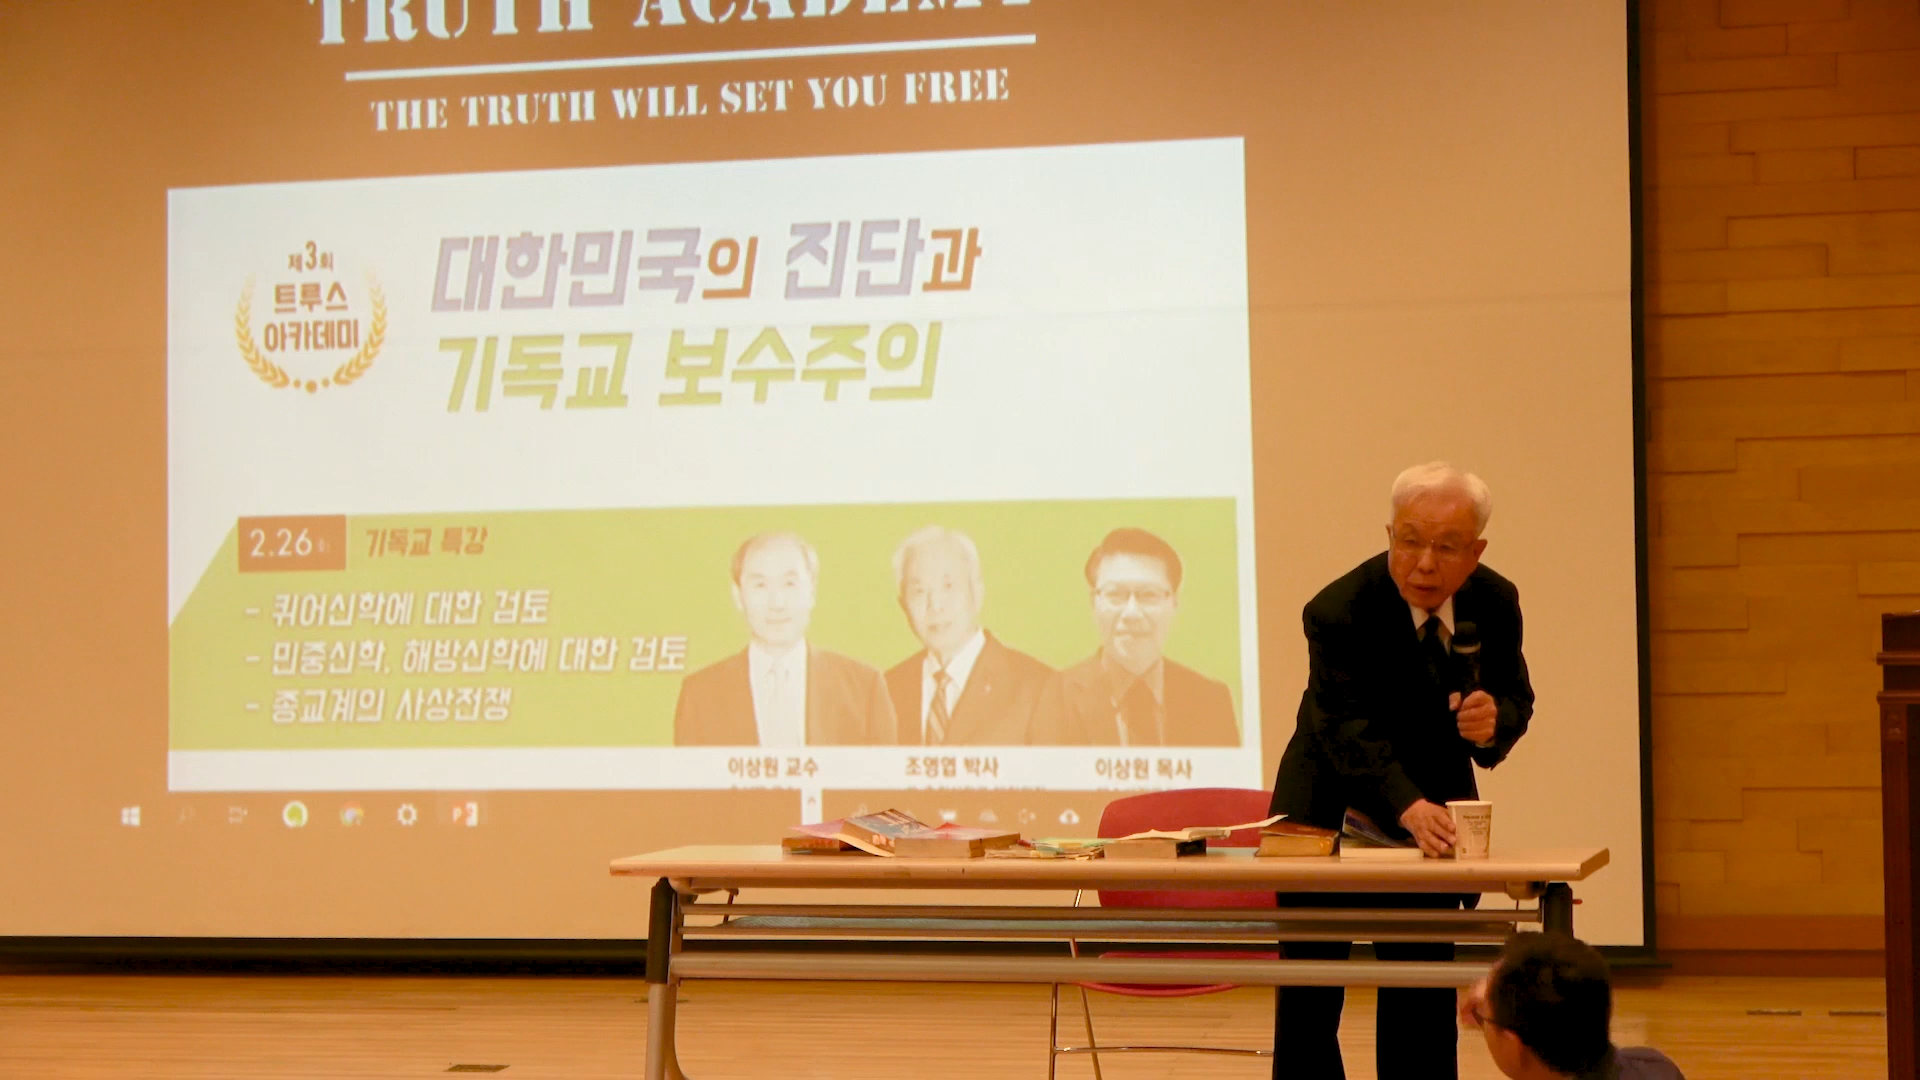 TRUTH ACADEMY
THE TRUTH WILL SET YOU FREE
제3회
트루스
아카데미
대한민국의 진단과
기독교 보수주의
2.26 기독교 특강
- 퀴어신학에 대한 검토
- 민중신학, 해방신학에 대한 검토
- 종교계의 사상전쟁
이상원 교수 조영엽 박사 이상원 목사